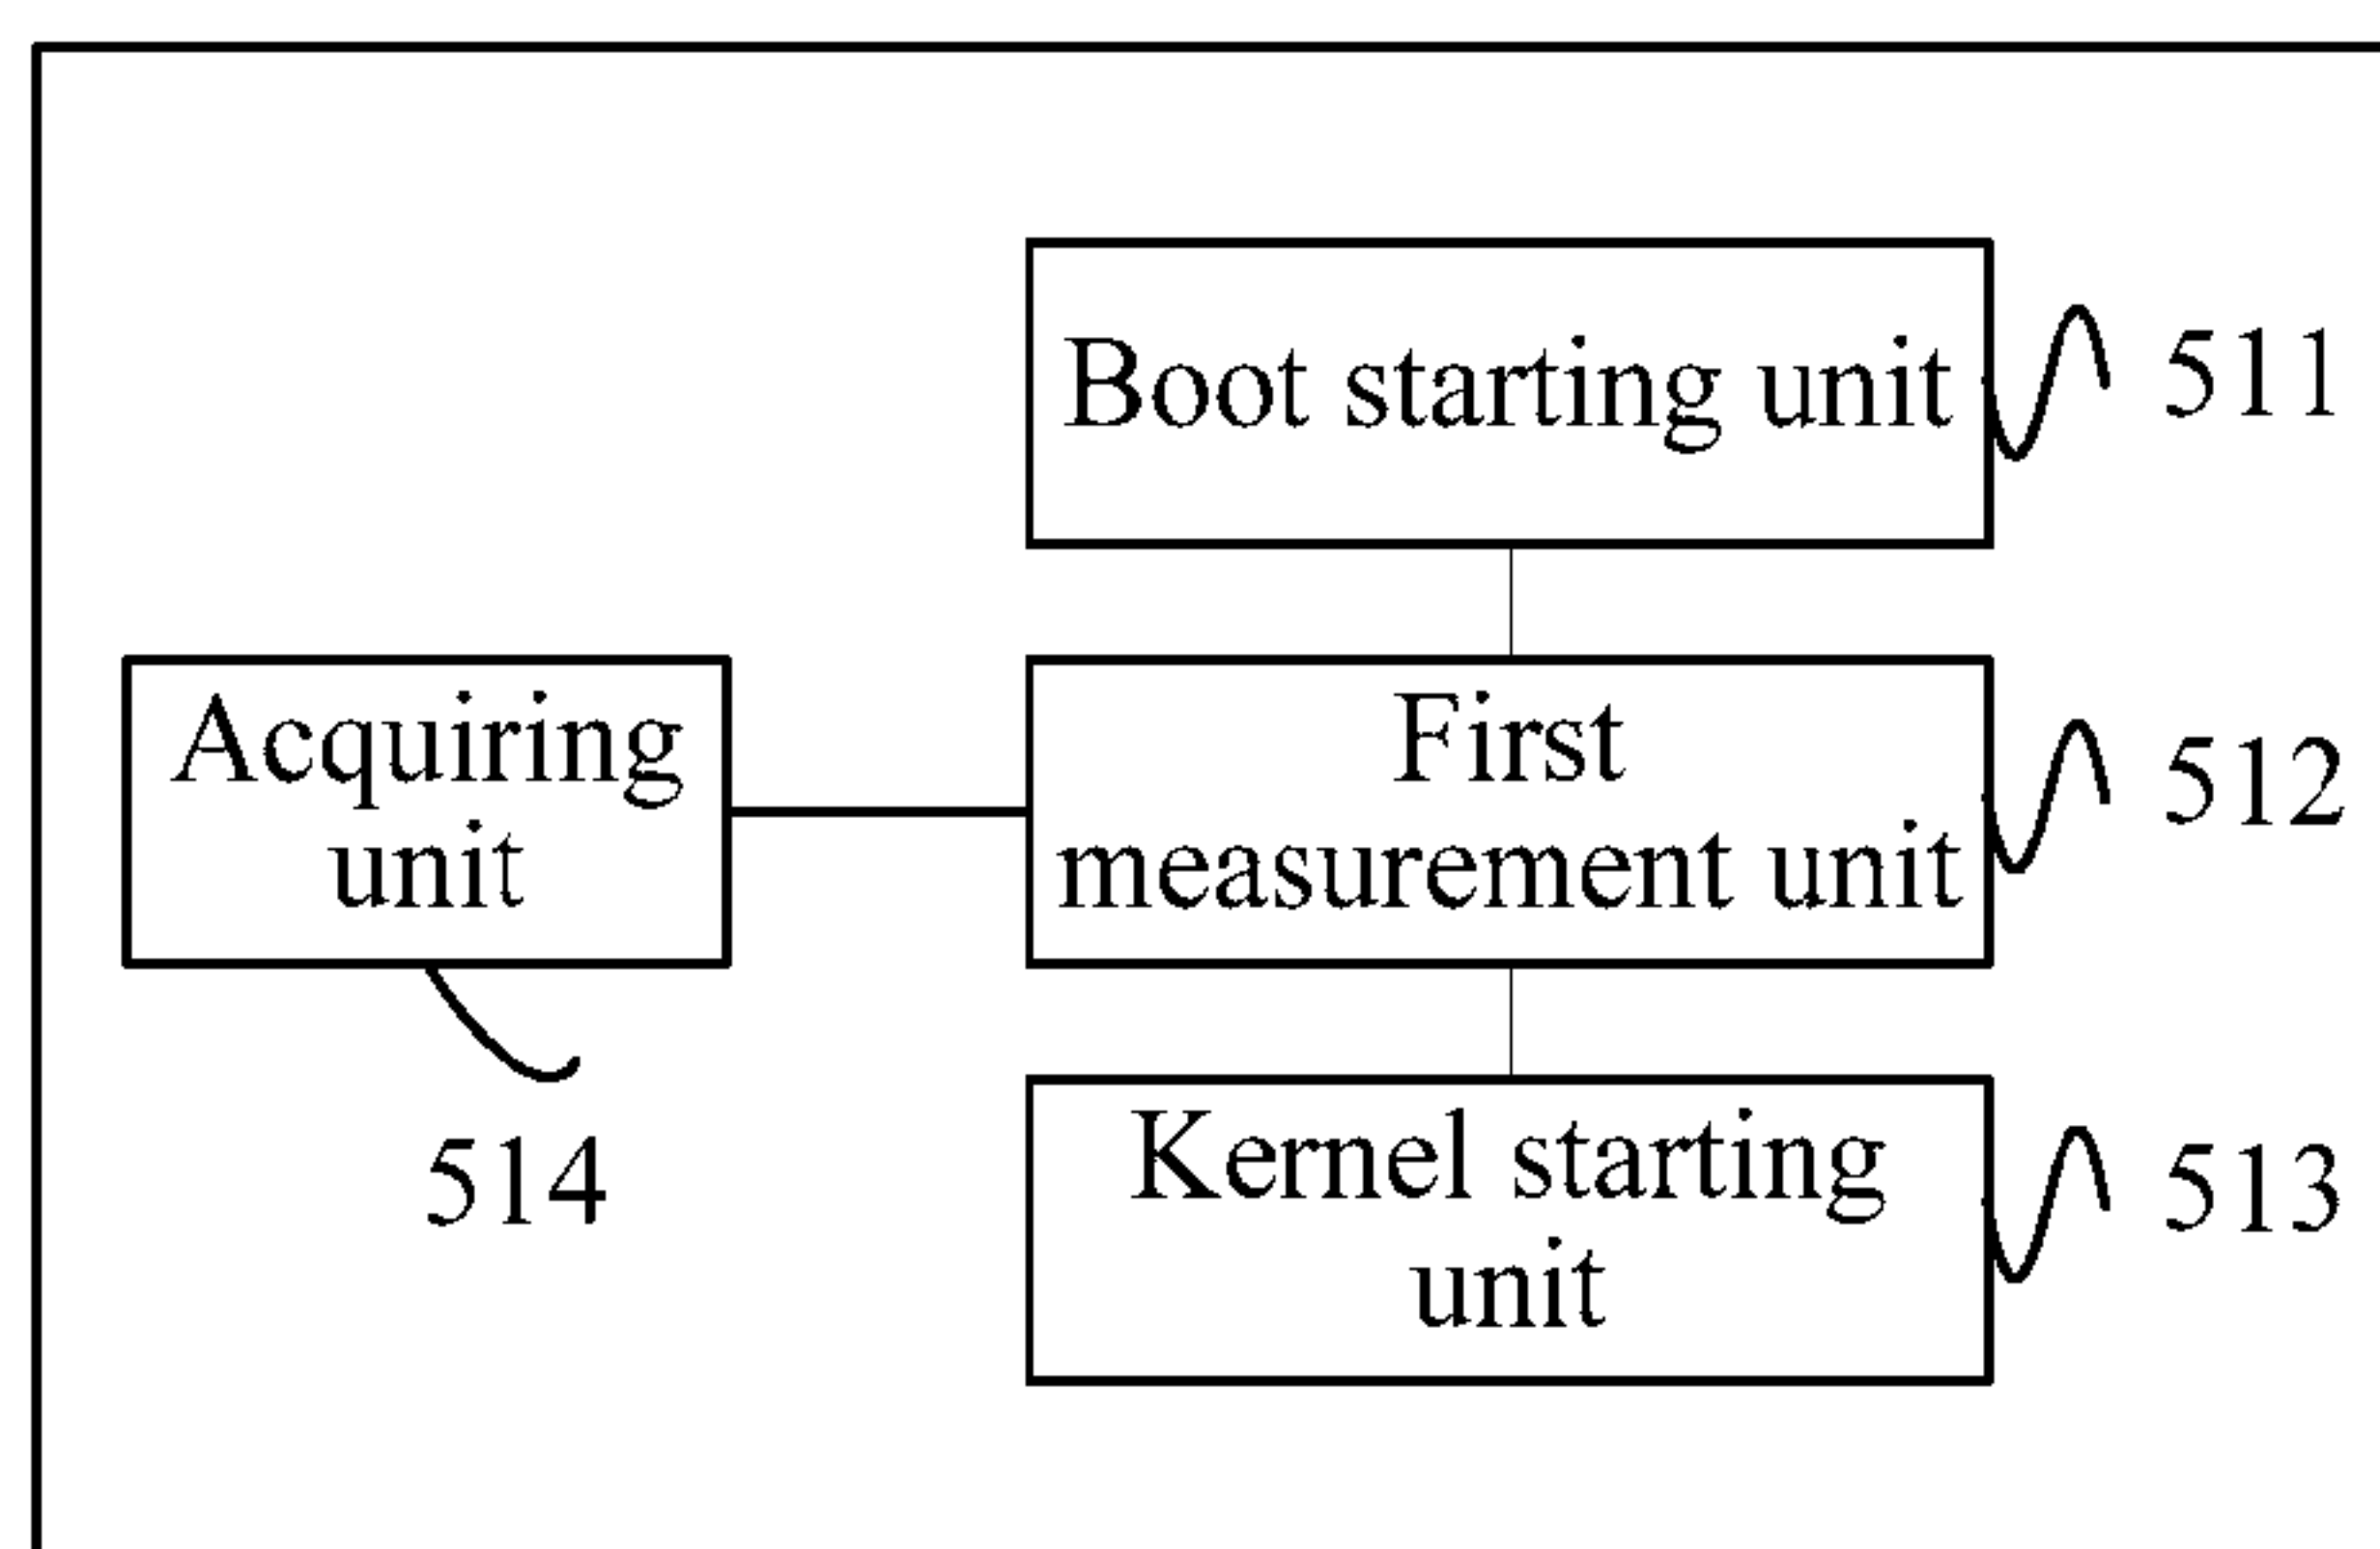 Boot starting unit
511
Acquiring
unit
514
First
measurement unit
512
Kernel starting
unit
513